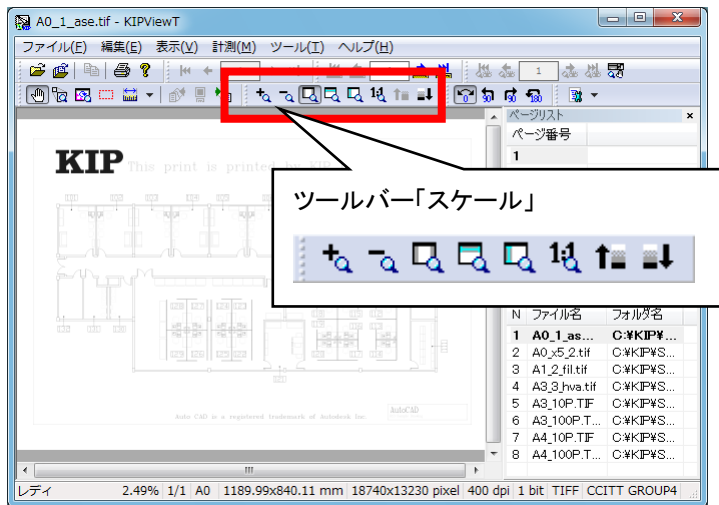 A0_1_ase.tif - KIPViewT
ファイル(F) 編集(E) 表示(V) 計測(M) ツール(T) ヘルプ(H)
1
ページリスト
ページ番号
1
KIP This print is printed by KIP
ツールバー「スケール」
1:1
N ファイル名 フォルダ名
1 A0_1_as... C:¥KIP¥...
2 A0_x5_2.tif C:¥KIP¥S...
3 A1_2_fil.tif C:¥KIP¥S...
4 A3_3_hva.tif C:¥KIP¥S...
5 A3_10P.TIF C:¥KIP¥S...
6 A3_100P.T... C:¥KIP¥S...
7 A4_10P.TIF C:¥KIP¥S...
8 A4_100P.T... C:¥KIP¥S...
AutoCAD
Auto CAD is a registered trademark of Autodesk Inc
レディ 2.49% 1/1 A0 1189.99x840.11 mm 18740x13230 pixel 400 dpi 1 bit TIFF CCITT GROUP4